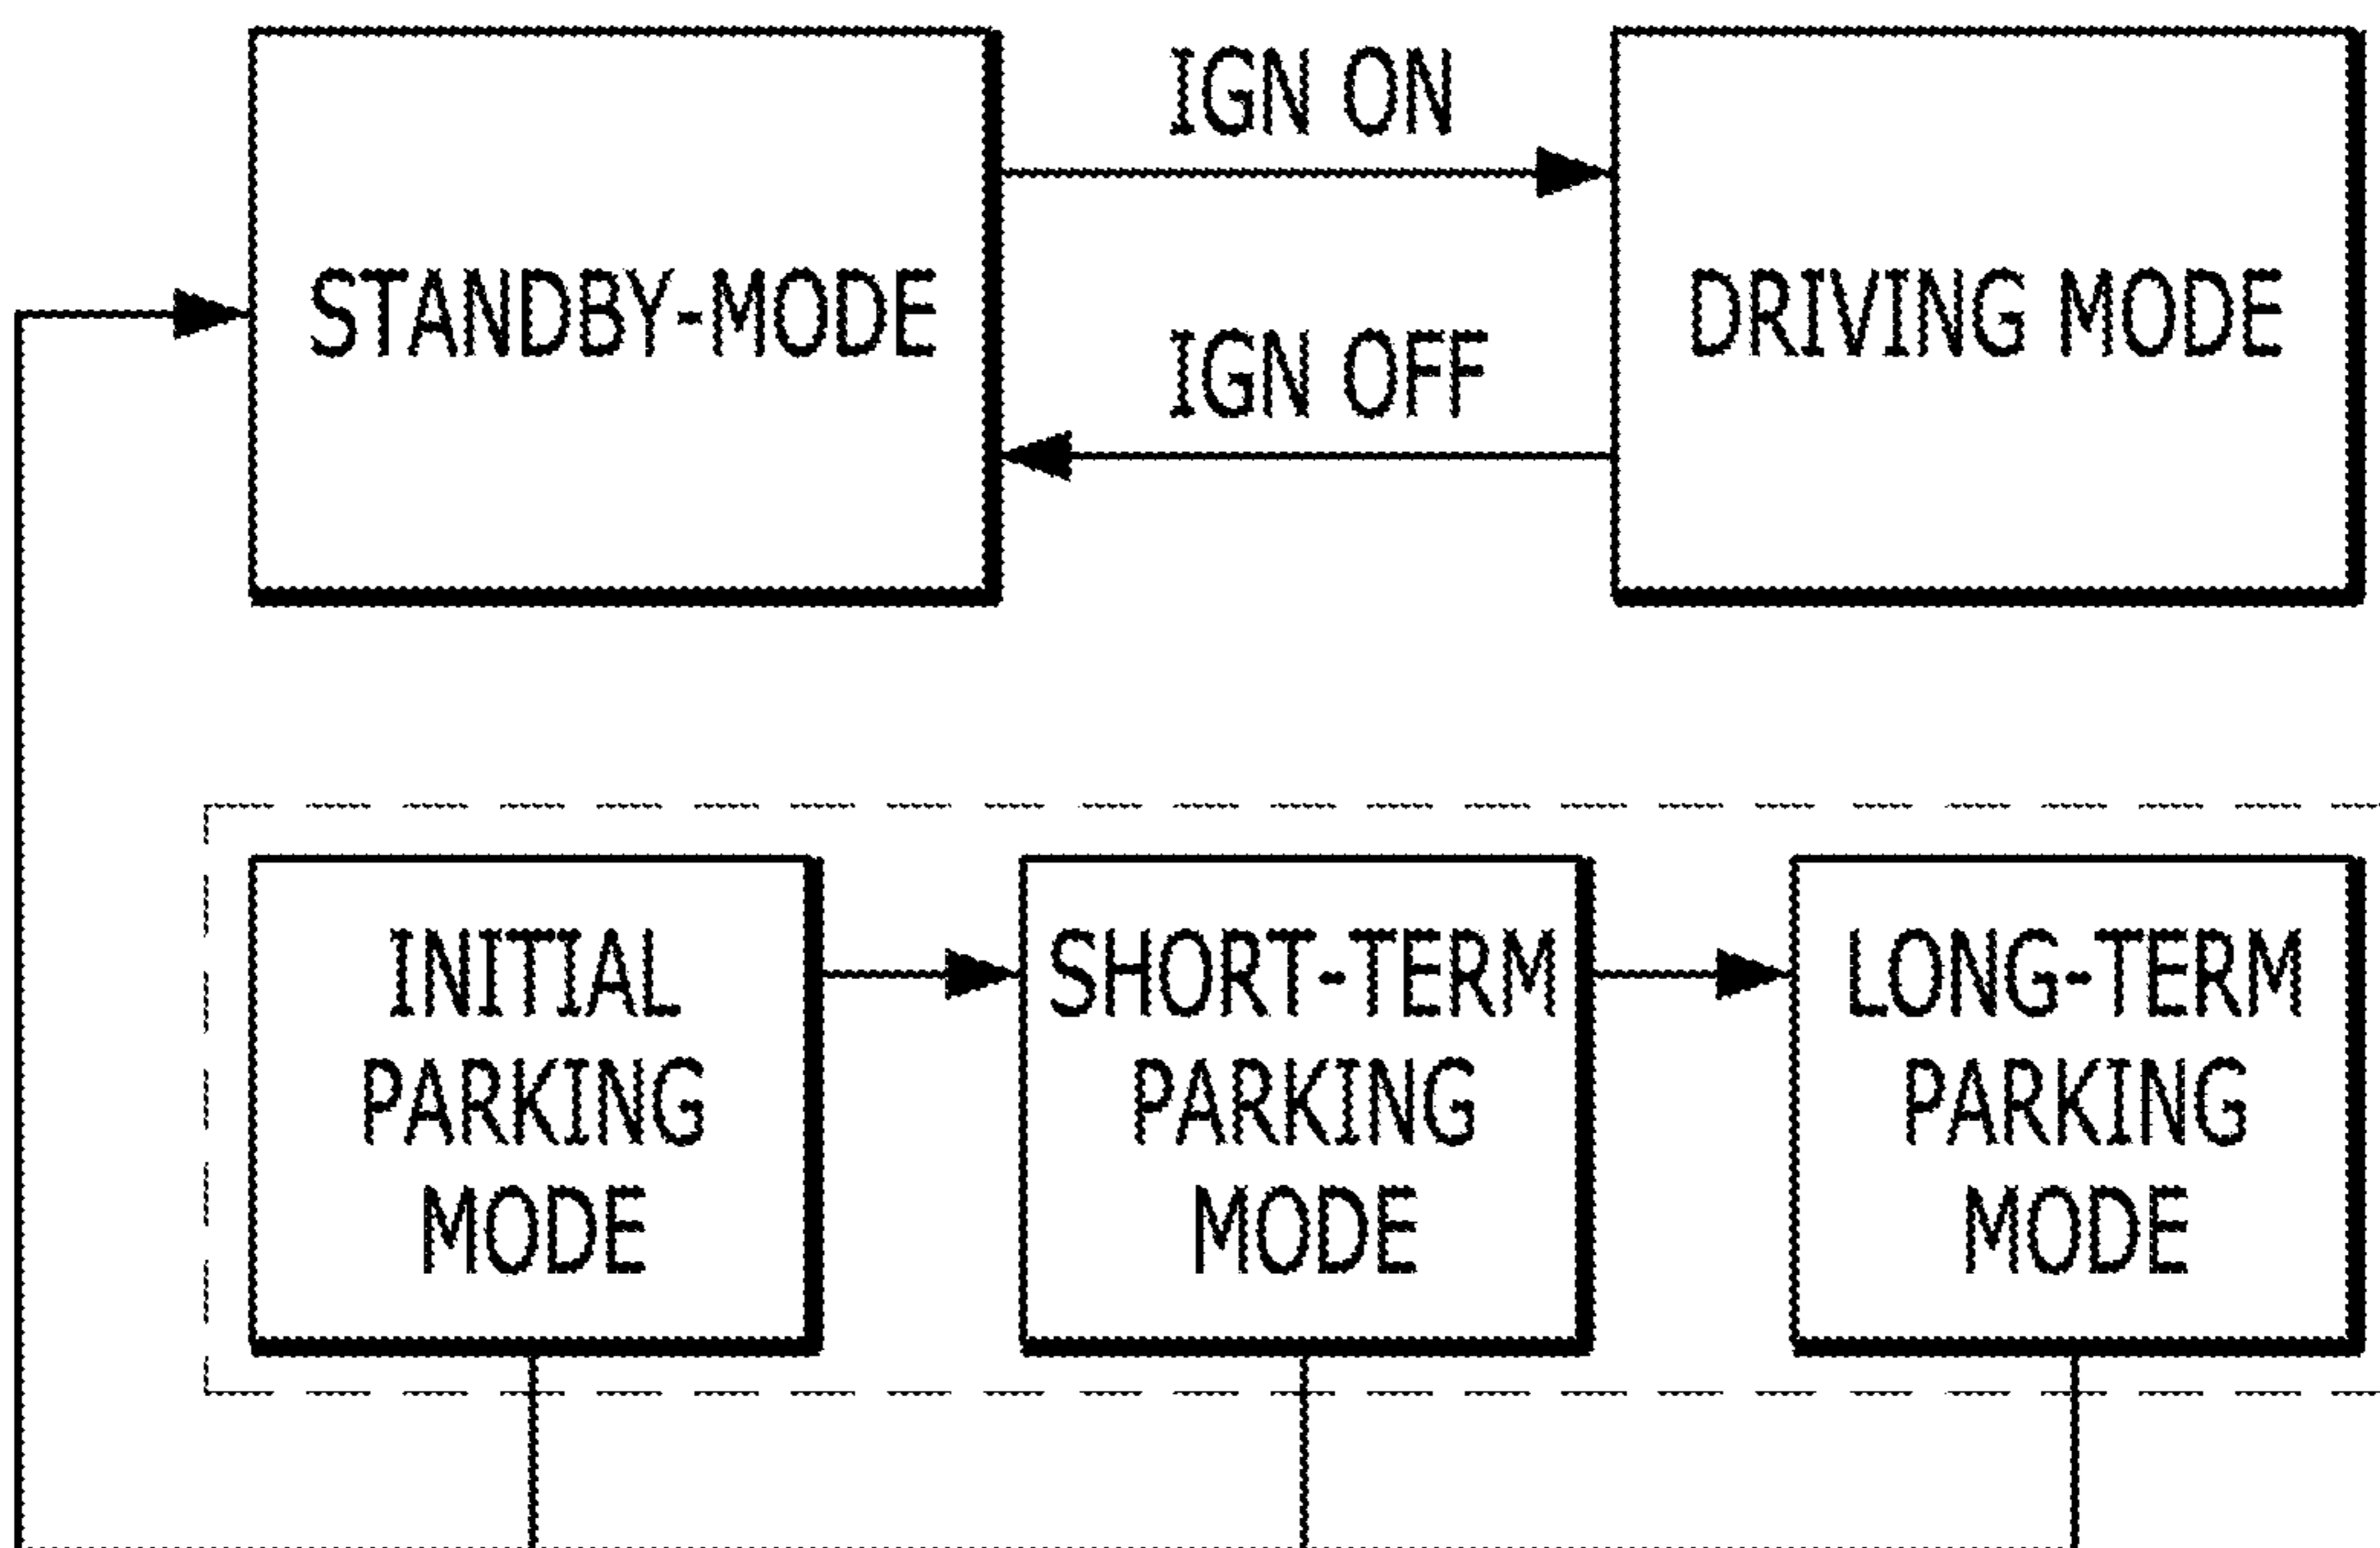 IGN ON
STANDBY-MODE
DRIVING MODE
IGN OFF
INITIAL
PARKING
MODE
SHORT-TERM
PARKING
MODE
LONG-TERM
PARKING
MODE